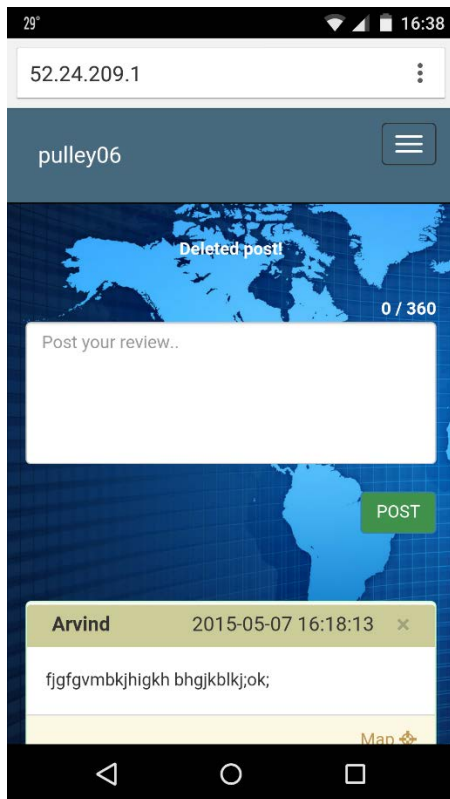 29° 16:38
52.24.209.1
pulley06
Deleted post!
0 / 360
Post your review..
POST
Arvind 2015-05-07 16:18:13 ×
fjgfgvmbkjhigkh bhgjkblkj;ok;
Map